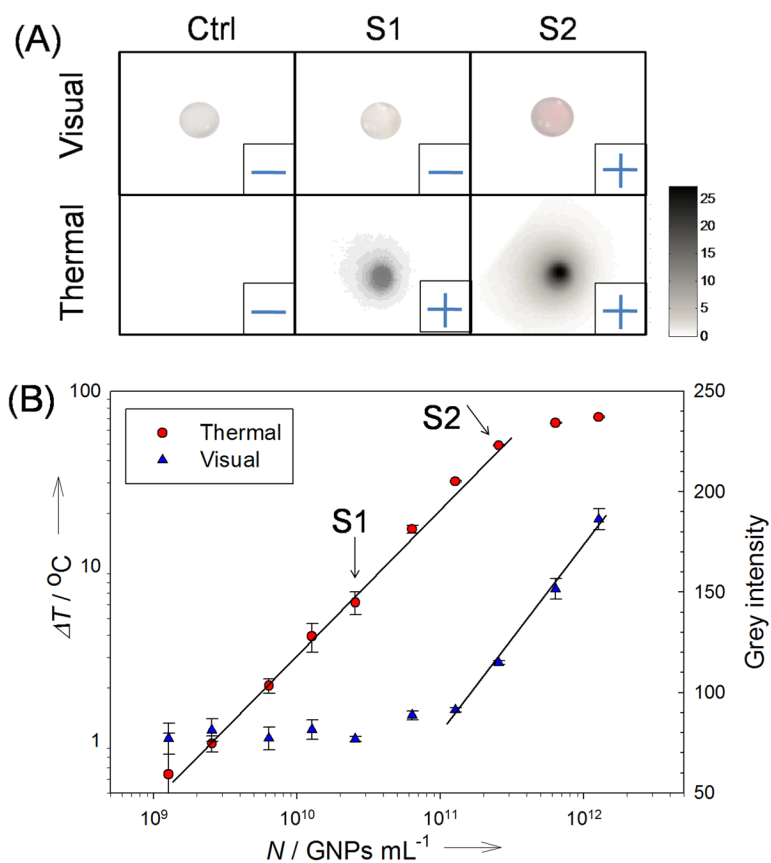 (A)
Ctrl S1 S2
Visual
− − +
Thermal
− + +
25
20
15
10
5
0
(B)
100
10
1
ΔT / °C
Thermal
Visual
S1
S2
250
200
150
100
50
Grey intensity
10⁹ 10¹⁰ 10¹¹ 10¹²
N / GNPs mL⁻¹